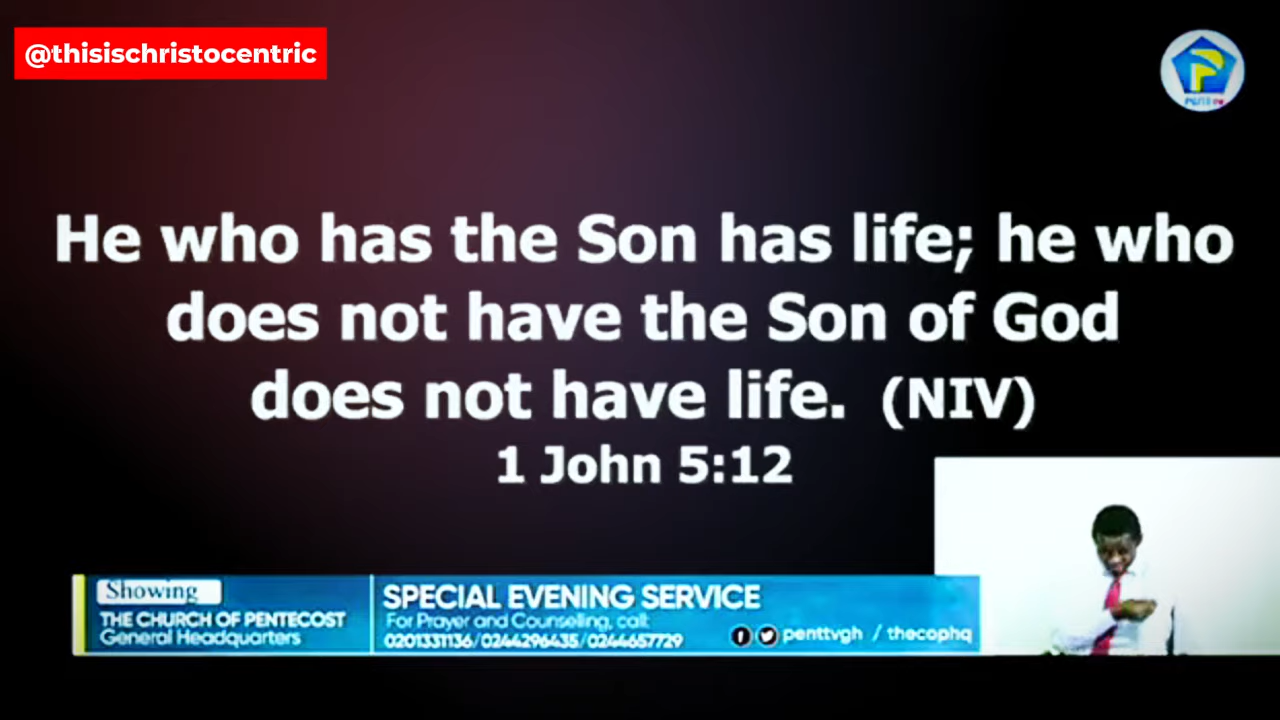 @thisischristocentric
He who has the Son has life; he who
does not have the Son of God
does not have life. (NIV)
1 John 5:12
Showing
THE CHURCH OF PENTECOST
General Headquarters
SPECIAL EVENING SERVICE
For Prayer and Counseling, call:
0201331136/0244296435/0244657729
penttvgh / thecophq